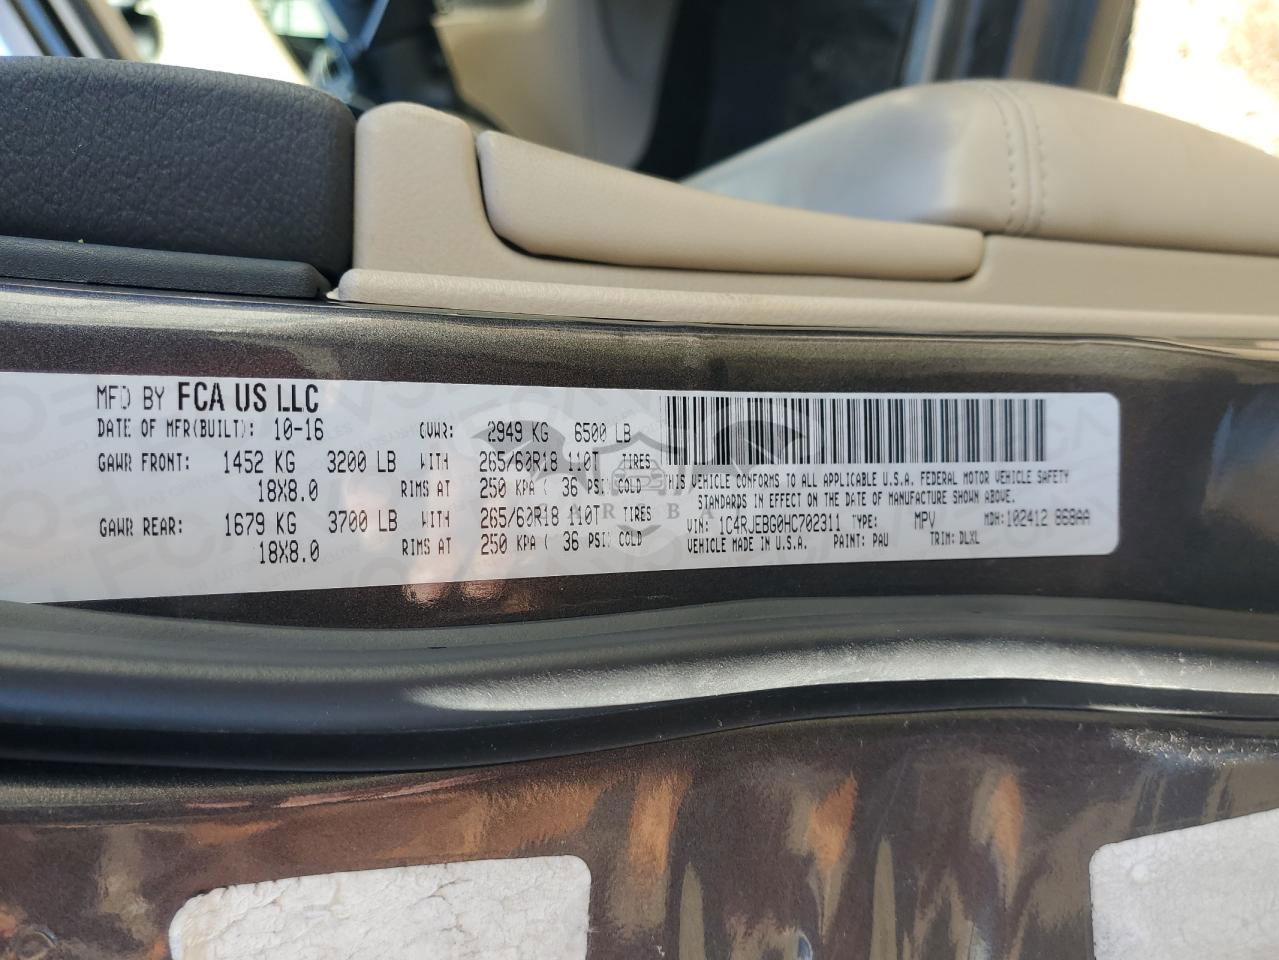 MFD BY FCA US LLC
DATE OF MFR(BUILT): 10-16 GVWR: 2949 KG 6500 LB
GAWR FRONT: 1452 KG 3200 LB WITH 265/60R18 110T TIRES
18X8.0 RIMS AT 250 KPA ( 36 PSI) COLD
GAWR REAR: 1679 KG 3700 LB WITH 265/60R18 110T TIRES
18X8.0 RIMS AT 250 KPA ( 36 PSI) COLD
THIS VEHICLE CONFORMS TO ALL APPLICABLE U.S.A. FEDERAL MOTOR VEHICLE SAFETY
STANDARDS IN EFFECT ON THE DATE OF MANUFACTURE SHOWN ABOVE.
VIN: 1C4RJEBG0HC702311 TYPE: MPV MDH: 102412 868AA
VEHICLE MADE IN U.S.A. PAINT: PAU TRIM: DLXL